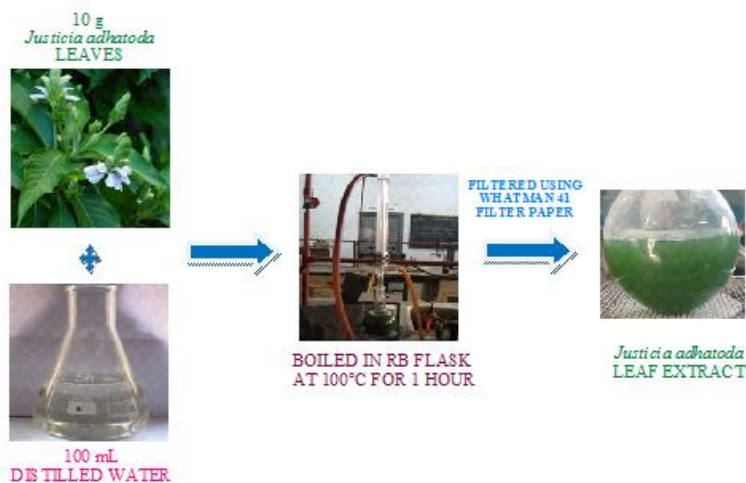 10 g
Justicia adhatoda
LEAVES
100 mL
DISTILLED WATER
BOILED IN RB FLASK
AT 100°C FOR 1 HOUR
FILTERED USING
WHATMAN 41
FILTER PAPER
Justicia adhatoda
LEAF EXTRACT